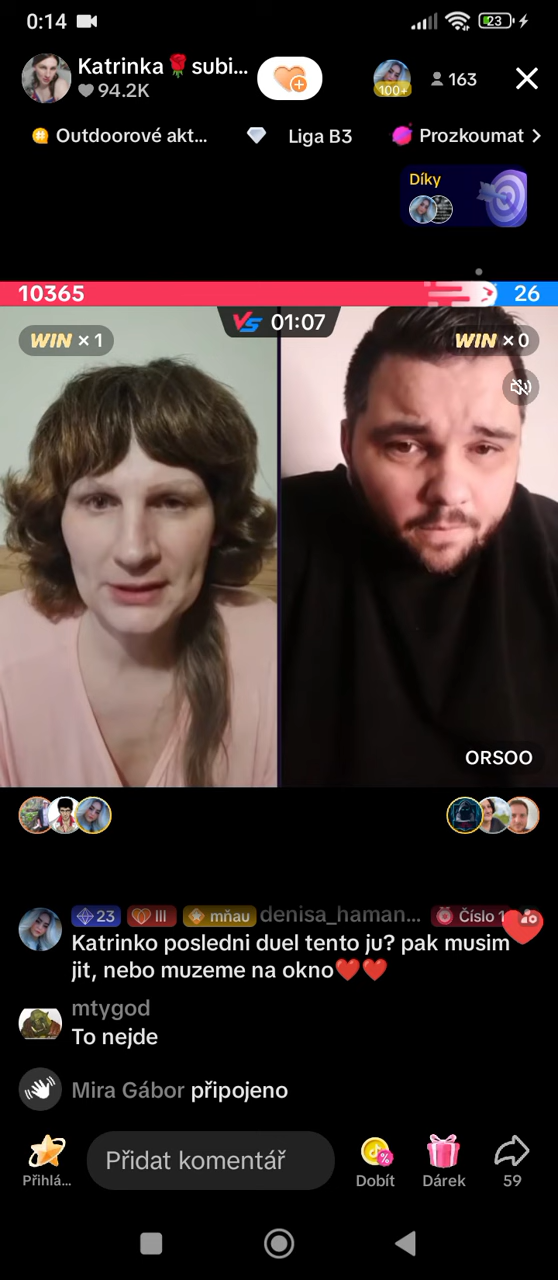 0:14
23
Katrinka🌹subi...
94.2K
100+
163
Outdoorové akt...
Liga B3
Prozkoumat
Díky
10365
26
VS 01:07
WIN × 1
WIN × 0
ORSOO
23 III mňau denisa_haman... Číslo 1
Katrinko posledni duel tento ju? pak musim
jit, nebo muzeme na okno❤️❤️
mtygod
To nejde
Mira Gábor připojeno
Přidat komentář
Přihlá...
Dobít
Dárek
59